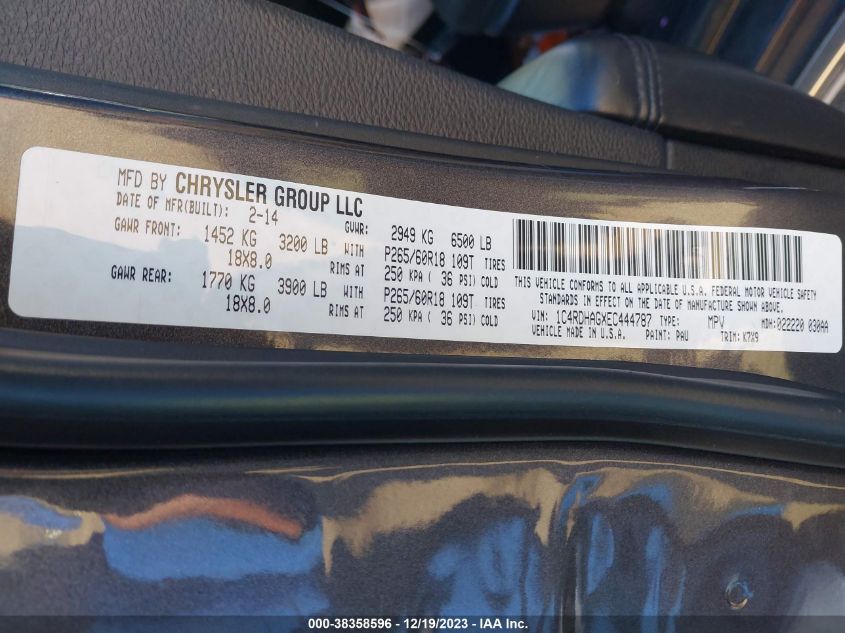 MFD BY CHRYSLER GROUP LLC
DATE OF MFR(BUILT): 2-14 GVWR: 2949 KG 6500 LB
GAWR FRONT: 1452 KG 3200 LB WITH P265/60R18 109T TIRES
18X8.0 RIMS AT 250 KPA ( 36 PSI) COLD
GAWR REAR: 1770 KG 3900 LB WITH P265/60R18 109T TIRES
18X8.0 RIMS AT 250 KPA ( 36 PSI) COLD
THIS VEHICLE CONFORMS TO ALL APPLICABLE U.S.A. FEDERAL MOTOR VEHICLE SAFETY
STANDARDS IN EFFECT ON THE DATE OF MANUFACTURE SHOWN ABOVE.
VIN: 1C4RDHAGXEC444787 TYPE: MPV MDH: 022220 030AA
VEHICLE MADE IN U.S.A. PAINT: PAU TRIM: K7X9
000-38358596 - 12/19/2023 - IAA Inc.